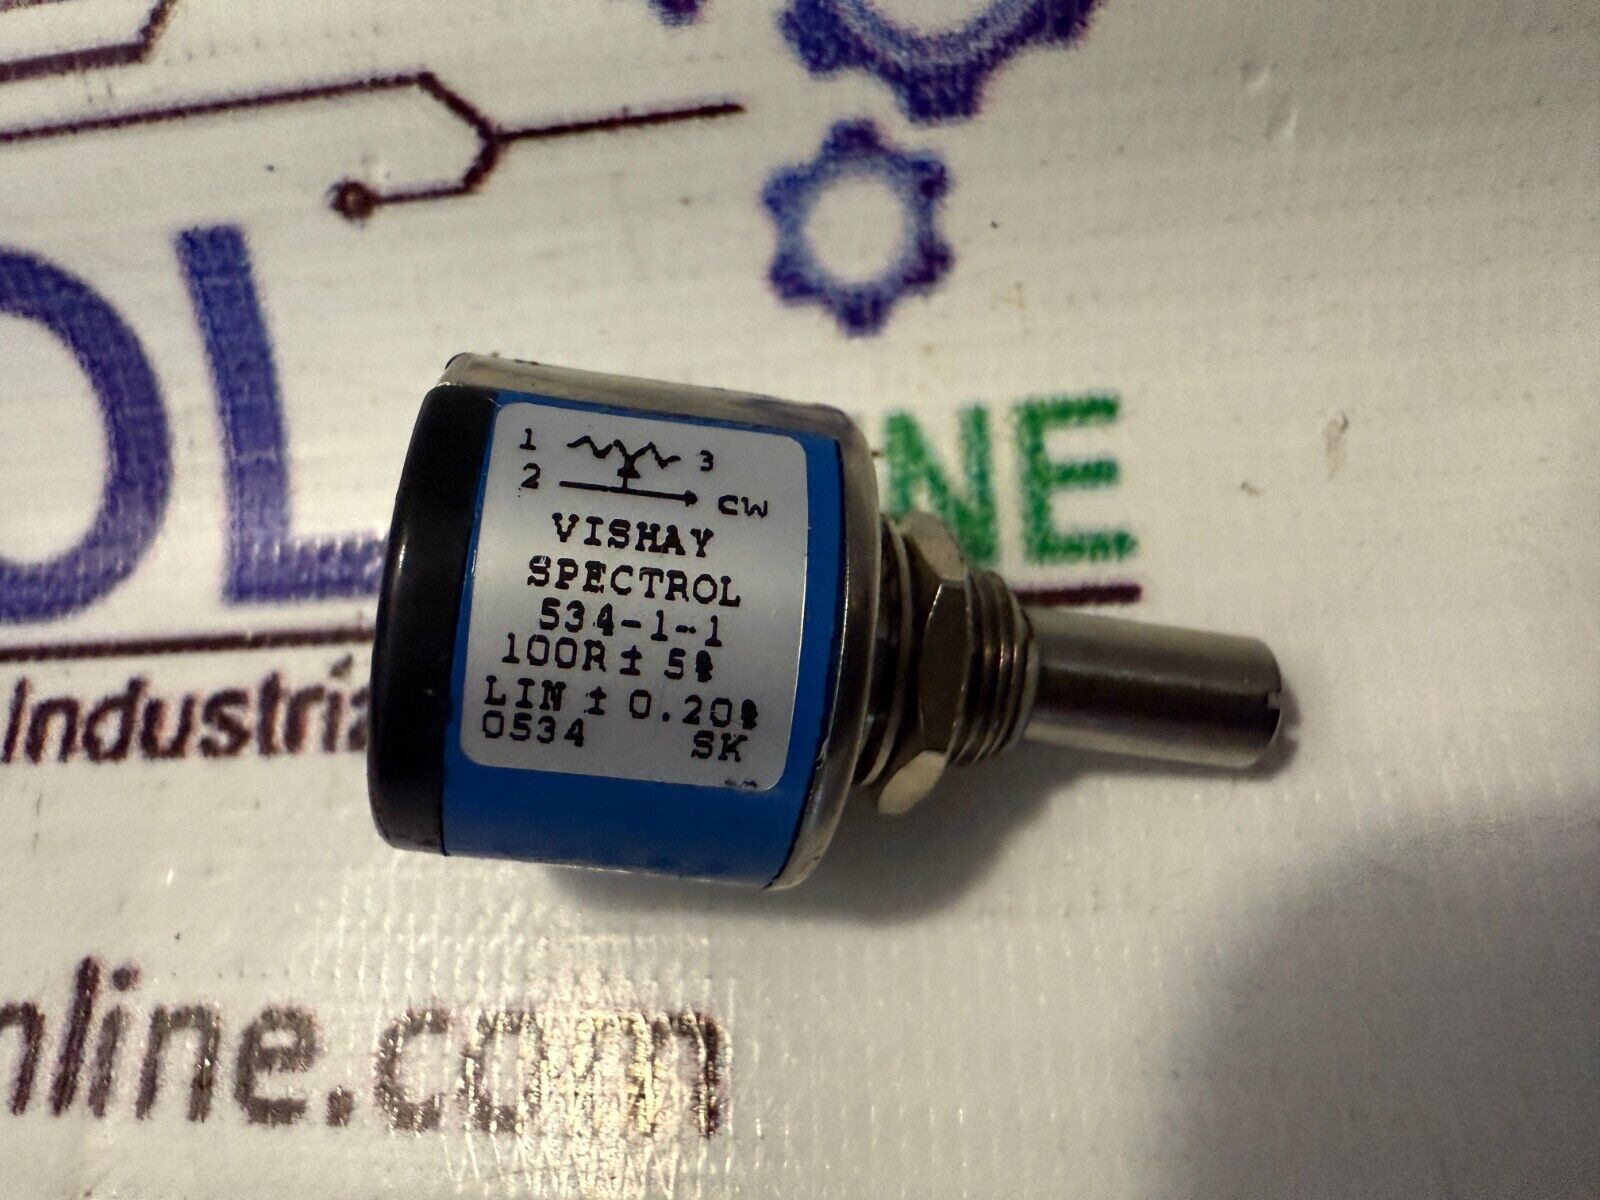 OL
NE
Industria
nline.com
1 3
2 CW
VISHAY
SPECTROL
534-1-1
100R ± 5%
LIN ± 0.20%
0534 SK